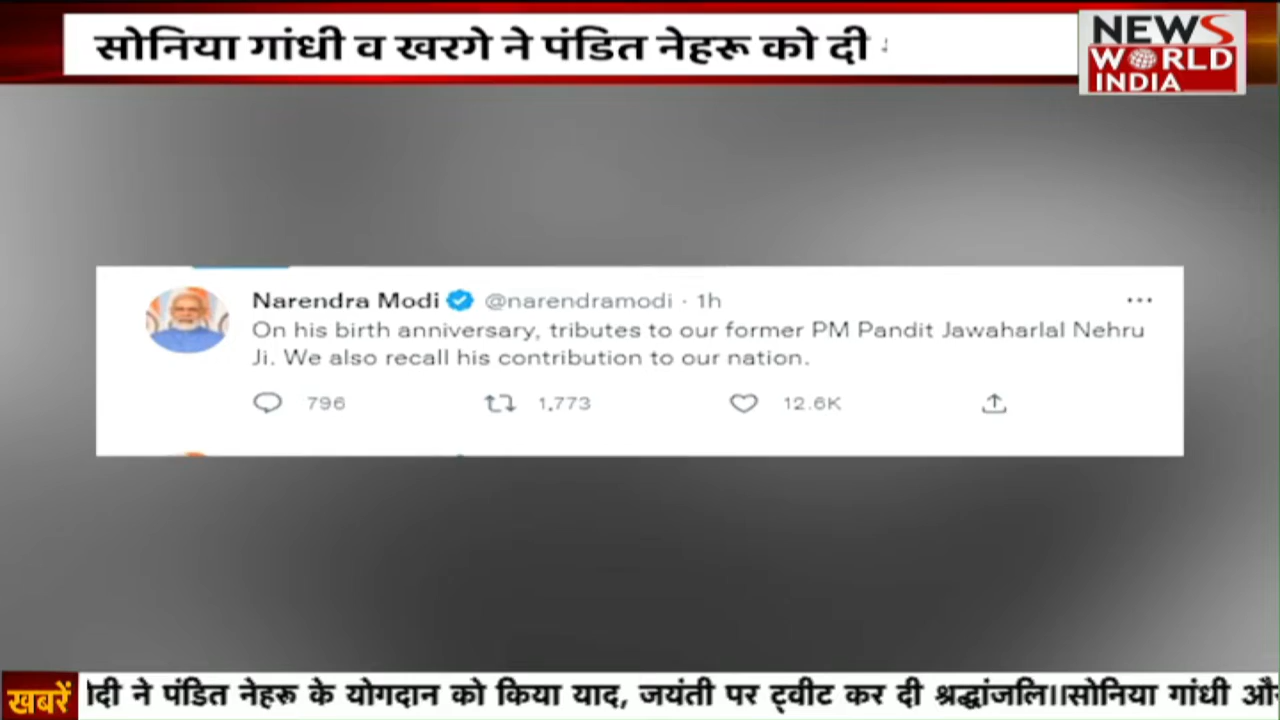 सोनिया गांधी व खरगे ने पंडित नेहरू को दी
NEWS
WORLD
INDIA
Narendra Modi @narendramodi · 1h
On his birth anniversary, tributes to our former PM Pandit Jawaharlal Nehru
Ji. We also recall his contribution to our nation.
796 1,773 12.6K
खबरें ने पंडित नेहरू के योगदान को किया याद, जयंती पर ट्वीट कर दी श्रद्धांजलि।।सोनिया गांधी